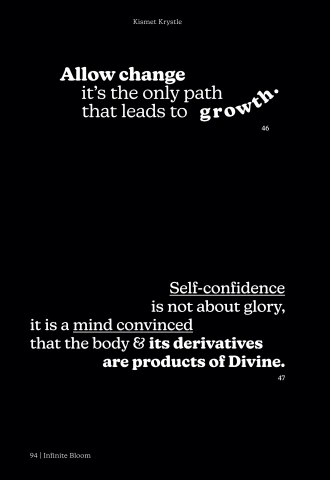 Kismet Krystle
Allow change
it's the only path
that leads to growth.
46
Self-confidence
is not about glory,
it is a mind convinced
that the body & its derivatives
are products of Divine.
47
94 | Infinite Bloom